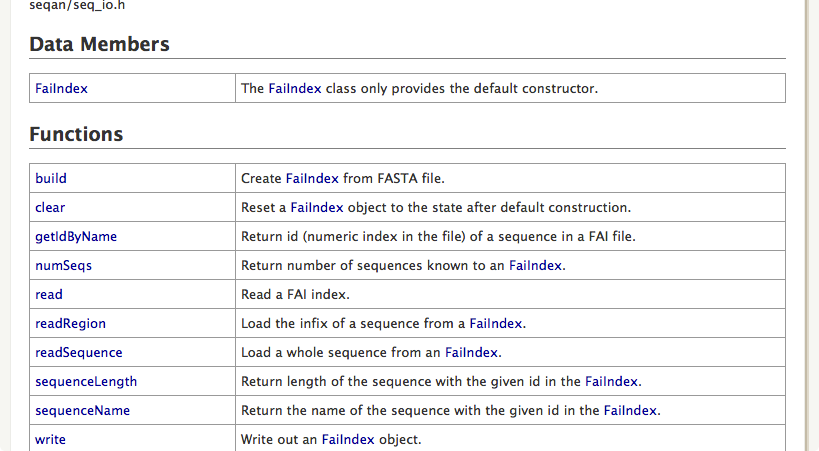 seqan/seq_io.h
Data Members
FaiIndex The FaiIndex class only provides the default constructor.
Functions
build Create FaiIndex from FASTA file.
clear Reset a FaiIndex object to the state after default construction.
getIdByName Return id (numeric index in the file) of a sequence in a FAI file.
numSeqs Return number of sequences known to an FaiIndex.
read Read a FAI index.
readRegion Load the infix of a sequence from a FaiIndex.
readSequence Load a whole sequence from an FaiIndex.
sequenceLength Return length of the sequence with the given id in the FaiIndex.
sequenceName Return the name of the sequence with the given id in the FaiIndex.
write Write out an FaiIndex object.